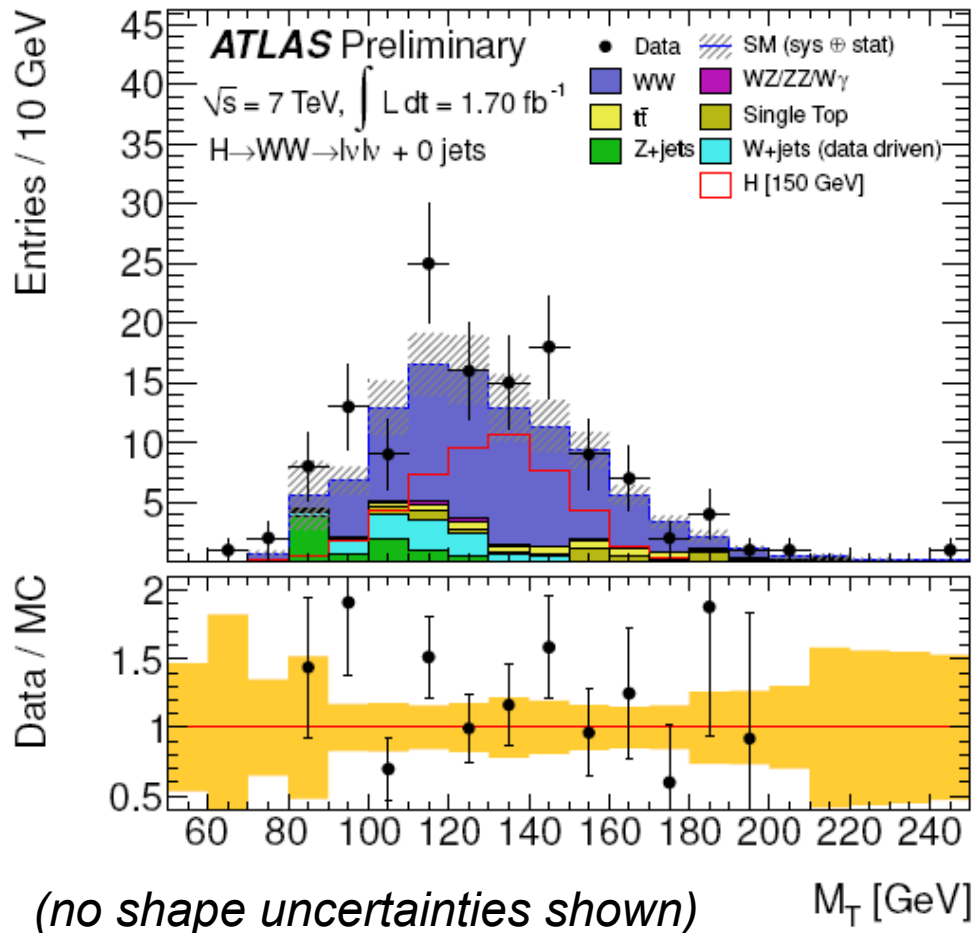 Entries / 10 GeV
45
40
35
30
25
20
15
10
5
ATLAS Preliminary
√s = 7 TeV, ∫ L dt = 1.70 fb⁻¹
H→WW→lνlν + 0 jets
Data
SM (sys ⊕ stat)
WW
WZ/ZZ/Wγ
tt̄
Single Top
Z+jets
W+jets (data driven)
H [150 GeV]
Data / MC
2
1.5
1
0.5
60 80 100 120 140 160 180 200 220 240
M_T [GeV]
(no shape uncertainties shown)